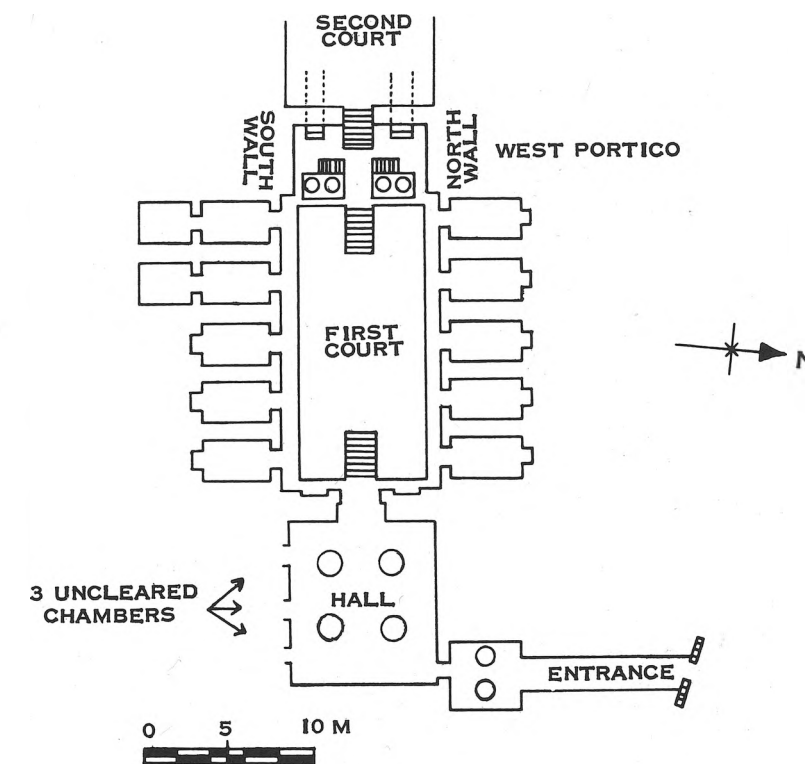 SECOND
COURT
SOUTH
WALL
NORTH
WALL
WEST PORTICO
FIRST
COURT
N
3 UNCLEARED
CHAMBERS
HALL
ENTRANCE
0 5 10 M